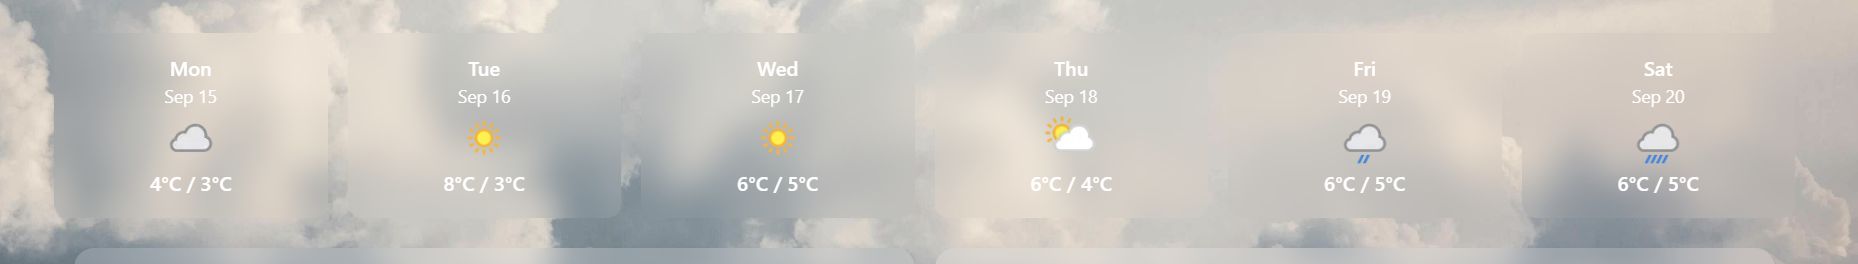 Mon
Sep 15
4°C / 3°C
Tue
Sep 16
8°C / 3°C
Wed
Sep 17
6°C / 5°C
Thu
Sep 18
6°C / 4°C
Fri
Sep 19
6°C / 5°C
Sat
Sep 20
6°C / 5°C